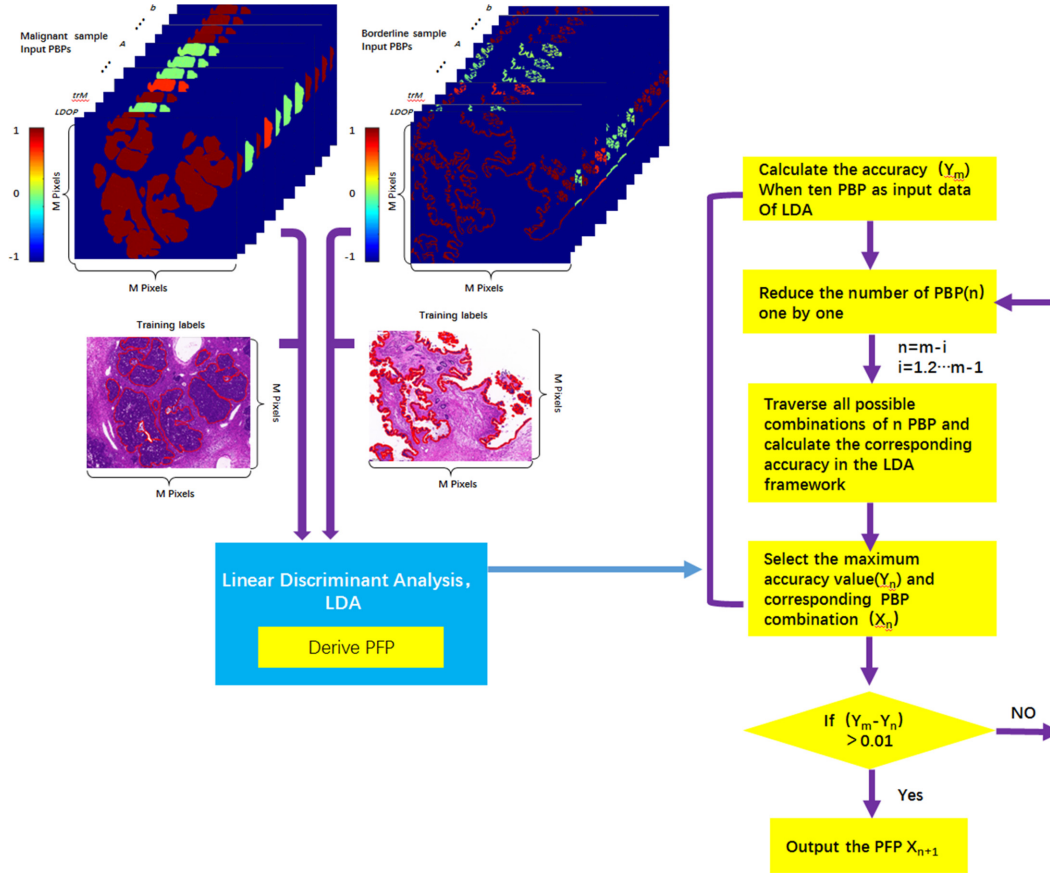 Malignant sample
Input PBPs
b
A
trM
LDOP
1
0
-1
M Pixels
M Pixels
Borderline sample
Input PBPs
b
A
trM
LDOP
1
0
-1
M Pixels
M Pixels
Training labels
M Pixels
M Pixels
Training labels
M Pixels
M Pixels
Linear Discriminant Analysis,
LDA
Derive PFP
Calculate the accuracy (Yₘ)
When ten PBP as input data
Of LDA
Reduce the number of PBP(n)
one by one
n=m-i
i=1.2···m-1
Traverse all possible
combinations of n PBP and
calculate the corresponding
accuracy in the LDA
framework
Select the maximum
accuracy value(Yₙ) and
corresponding PBP
combination (Xₙ)
If (Yₘ-Yₙ)
>0.01
NO
Yes
Output the PFP Xₙ₊₁